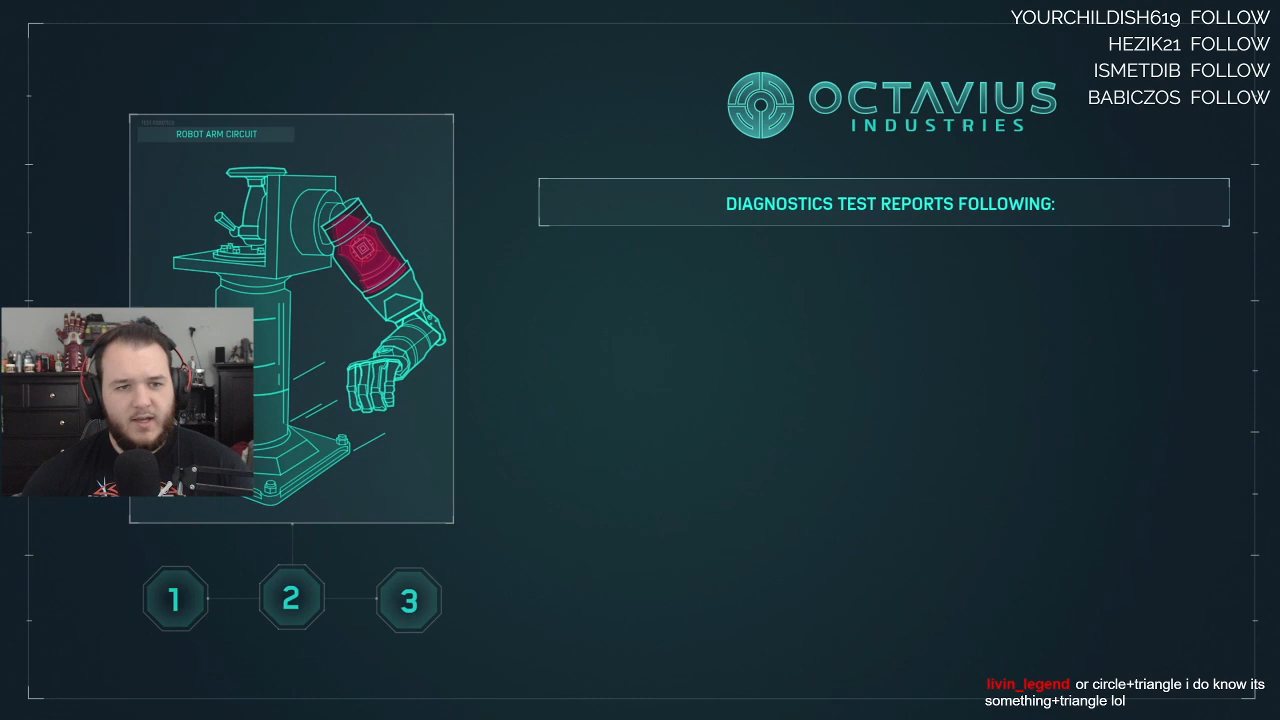 YOURCHILDISH619 FOLLOW
HEZIK21 FOLLOW
ISMETDIB FOLLOW
BABICZOS FOLLOW
OCTAVIUS
INDUSTRIES
ROBOT ARM CIRCUIT
DIAGNOSTICS TEST REPORTS FOLLOWING:
1
2
3
livin_legend or circle+triangle i do know its
something+triangle lol